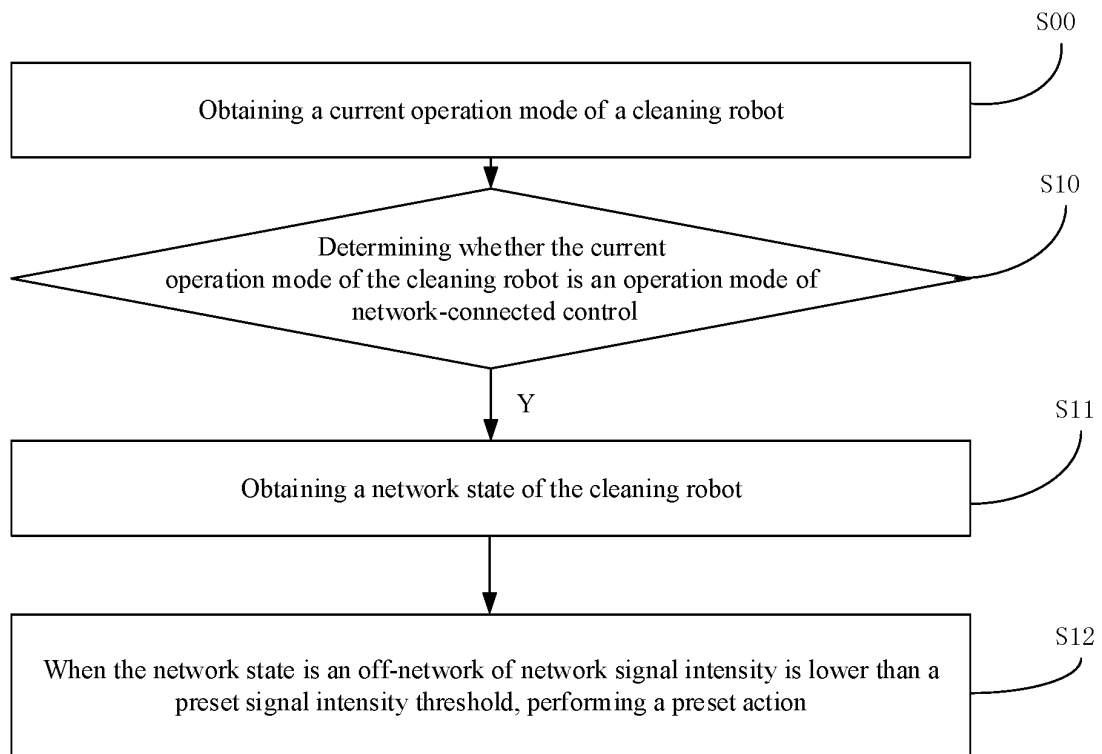 S00
Obtaining a current operation mode of a cleaning robot
S10
Determining whether the current
operation mode of the cleaning robot is an operation mode of
network-connected control
Y
S11
Obtaining a network state of the cleaning robot
S12
When the network state is an off-network of network signal intensity is lower than a
preset signal intensity threshold, performing a preset action